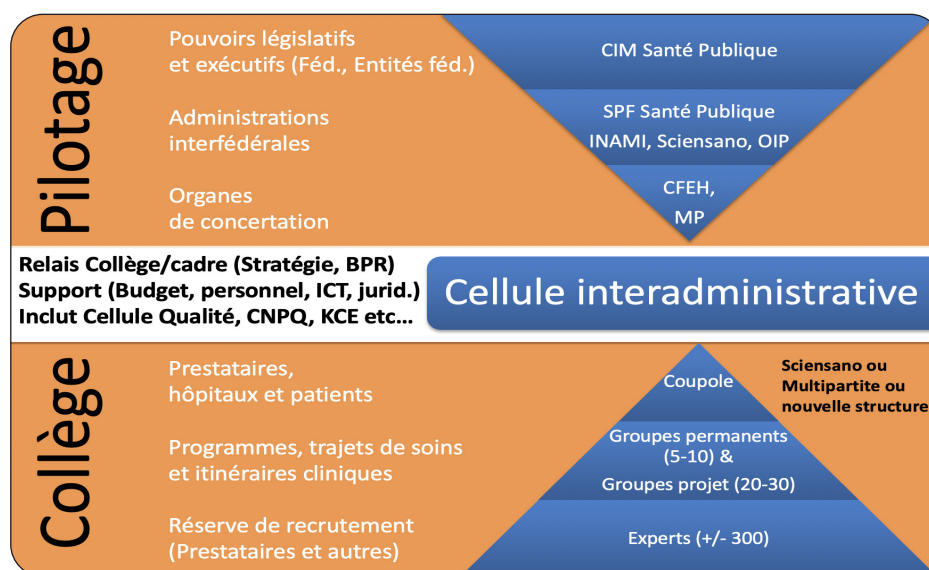 Pilotage
Pouvoirs législatifs
et exécutifs (Féd., Entités féd.)
CIM Santé Publique
Administrations
interfédérales
SPF Santé Publique
INAMI, Sciensano, OIP
Organes
de concertation
CFEH,
MP
Relais Collège/cadre (Stratégie, BPR)
Support (Budget, personnel, ICT, jurid.)
Inclut Cellule Qualité, CNPQ, KCE etc...
Cellule interadministrative
Collège
Prestataires,
hôpitaux et patients
Coupole
Sciensano ou
Multipartite ou
nouvelle structure
Programmes, trajets de soins
et itinéraires cliniques
Groupes permanents
(5-10) &
Groupes projet (20-30)
Réserve de recrutement
(Prestataires et autres)
Experts (+/- 300)